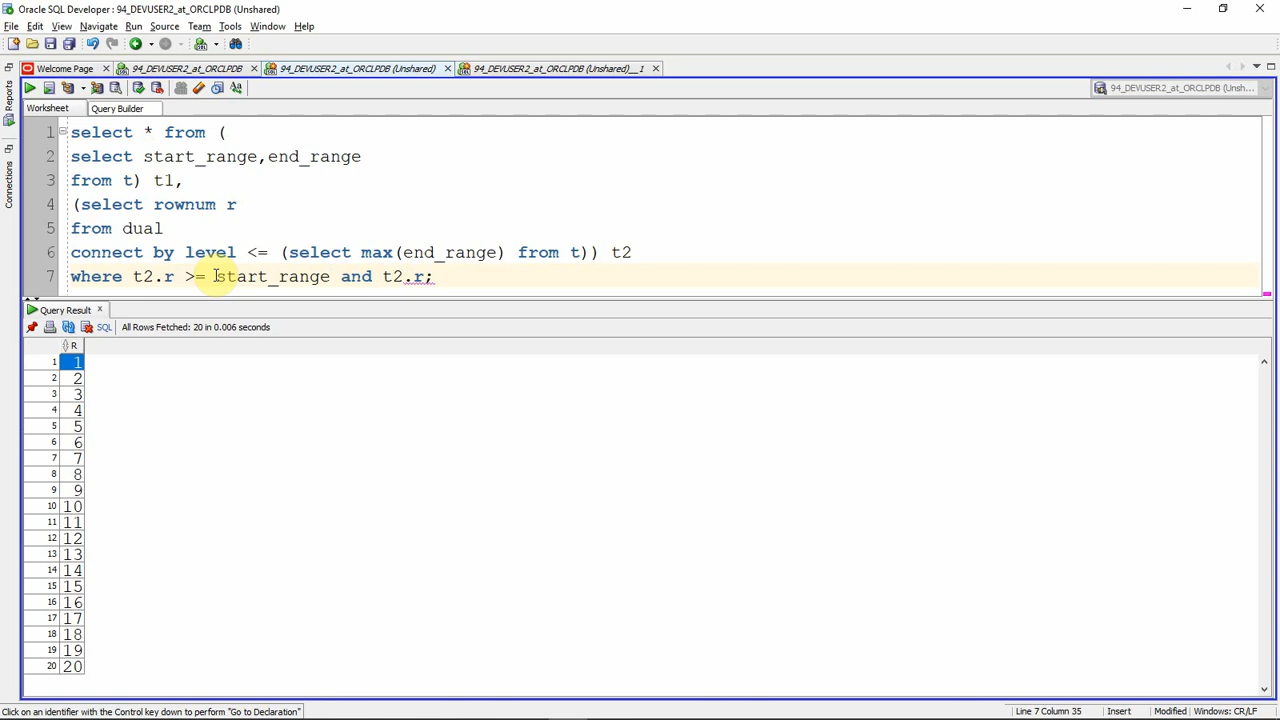 Oracle SQL Developer : 94_DEVUSER2_at_ORCLPDB (Unshared)
File Edit View Navigate Run Source Team Tools Window Help
Welcome Page 94_DEVUSER2_at_ORCLPDB 94_DEVUSER2_at_ORCLPDB (Unshared) 94_DEVUSER2_at_ORCLPDB (Unshared)__1
94_DEVUSER2_at_ORCLPDB (Unsh...
Reports
Connections
Worksheet Query Builder
1 select * from (
2 select start_range,end_range
3 from t) t1,
4 (select rownum r
5 from dual
6 connect by level <= (select max(end_range) from t)) t2
7 where t2.r >= start_range and t2.r;
Query Result
SQL All Rows Fetched: 20 in 0.006 seconds
R
1 1
2 2
3 3
4 4
5 5
6 6
7 7
8 8
9 9
10 10
11 11
12 12
13 13
14 14
15 15
16 16
17 17
18 18
19 19
20 20
Click on an identifier with the Control key down to perform "Go to Declaration" Line 7 Column 35 Insert Modified Windows: CR/LF